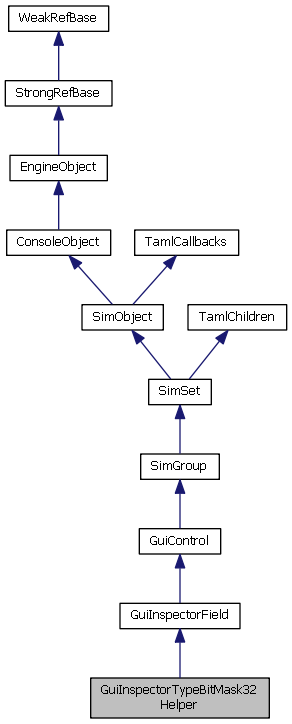 WeakRefBase
StrongRefBase
EngineObject
ConsoleObject
TamlCallbacks
SimObject
TamlChildren
SimSet
SimGroup
GuiControl
GuiInspectorField
GuiInspectorTypeBitMask32
Helper